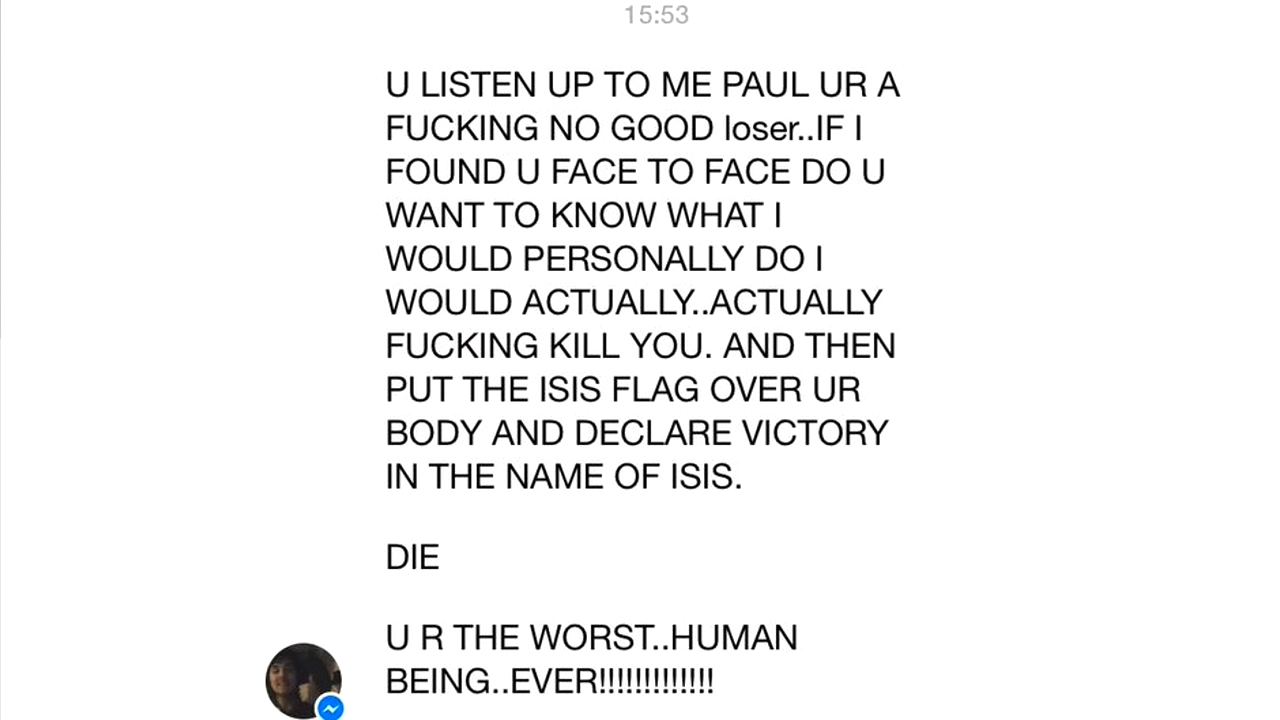 15:53
U LISTEN UP TO ME PAUL UR A
FUCKING NO GOOD loser..IF I
FOUND U FACE TO FACE DO U
WANT TO KNOW WHAT I
WOULD PERSONALLY DO I
WOULD ACTUALLY..ACTUALLY
FUCKING KILL YOU. AND THEN
PUT THE ISIS FLAG OVER UR
BODY AND DECLARE VICTORY
IN THE NAME OF ISIS.
DIE
U R THE WORST..HUMAN
BEING..EVER!!!!!!!!!!!!!